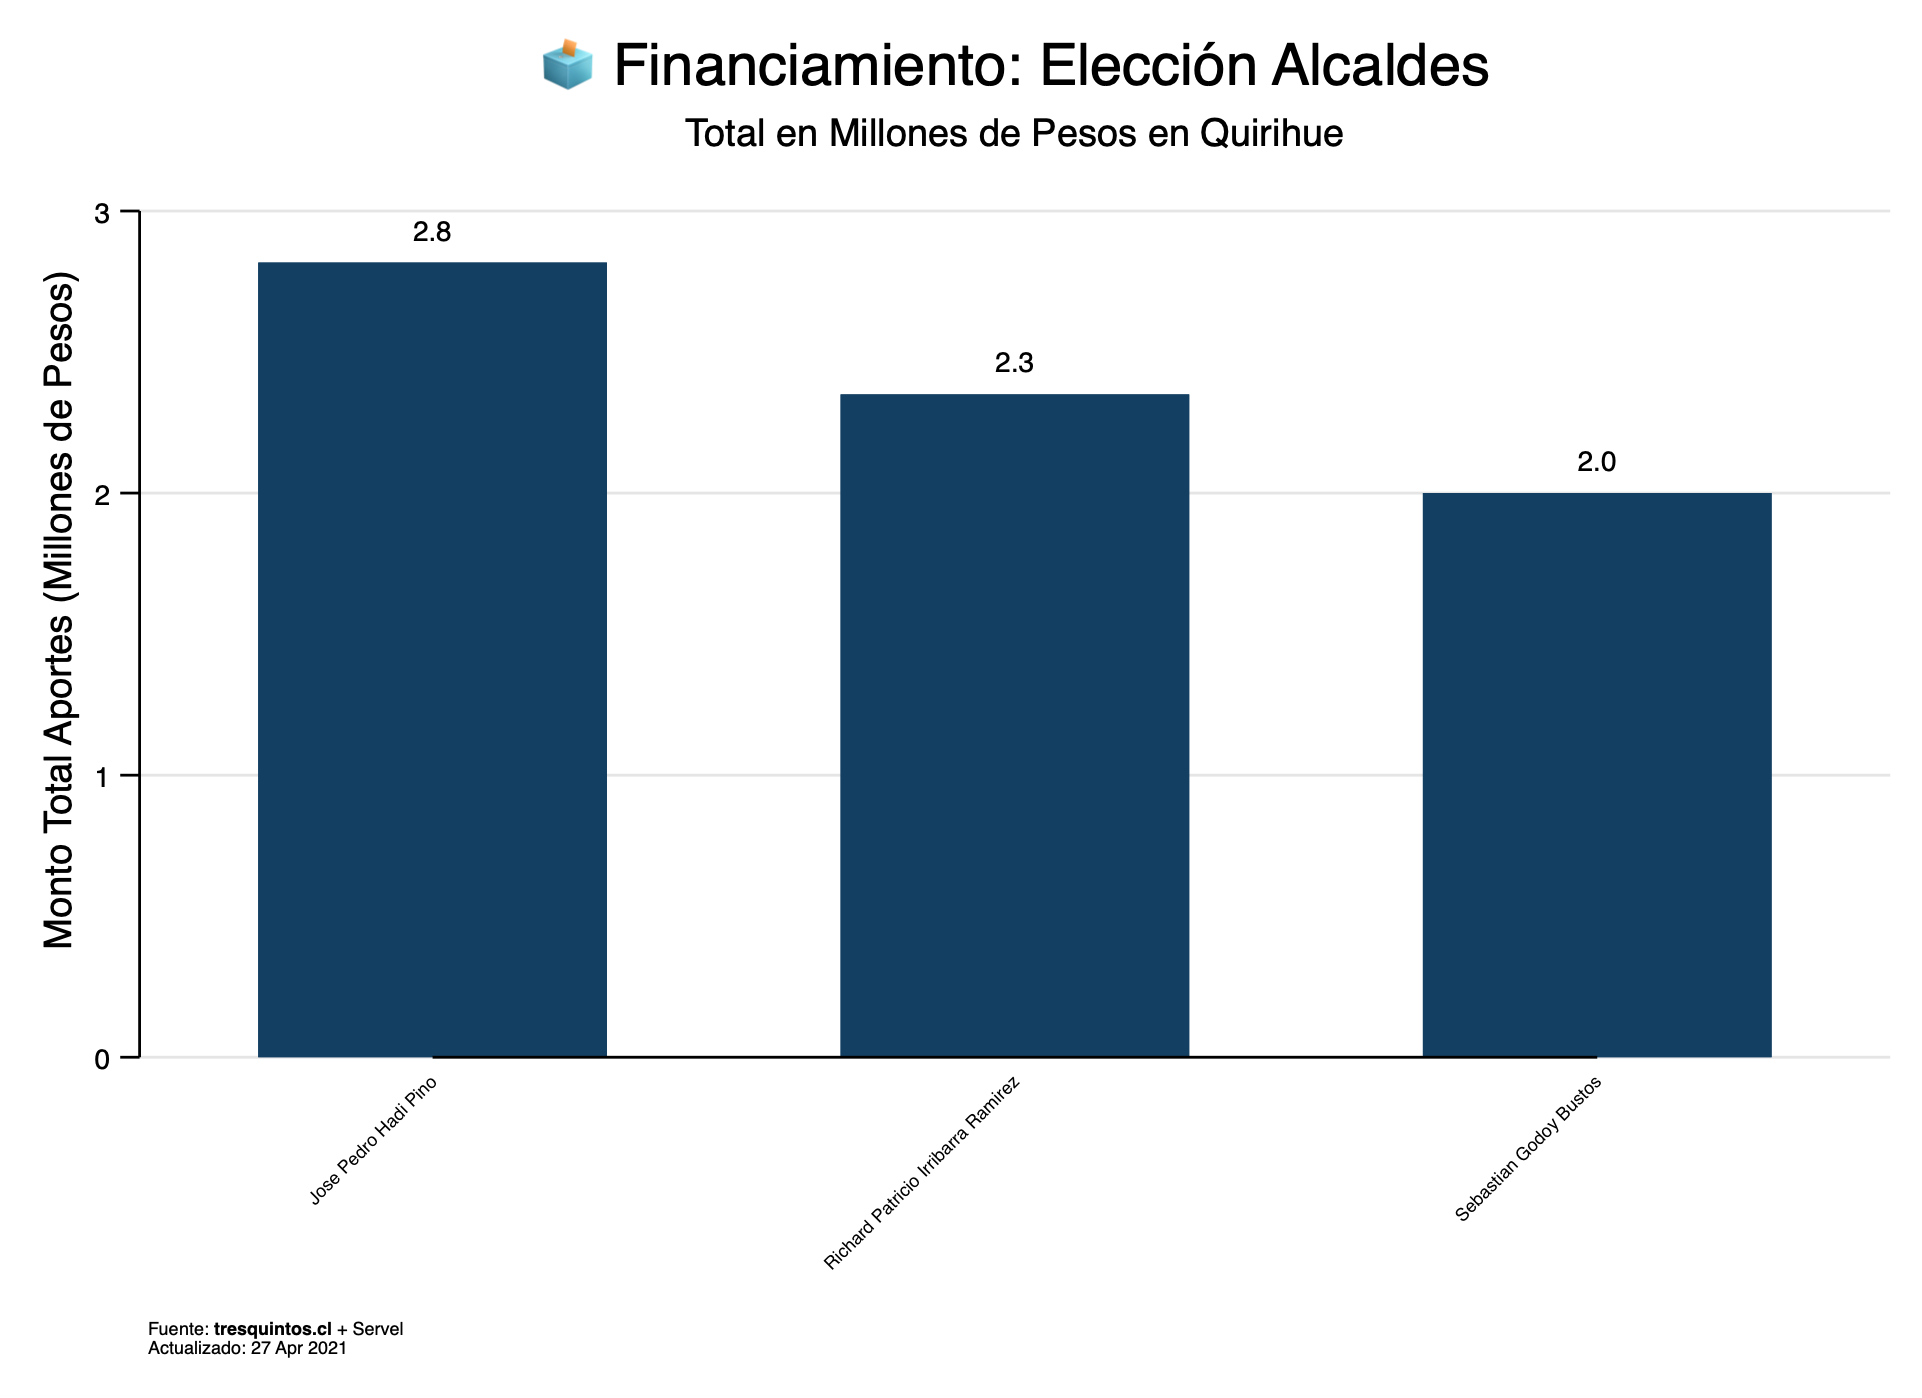 Financiamiento: Elección Alcaldes
Total en Millones de Pesos en Quirihue
Monto Total Aportes (Millones de Pesos)
3
2
1
0
2.8
2.3
2.0
Jose Pedro Hadi Pino
Richard Patricio Irribarra Ramirez
Sebastian Godoy Bustos
Fuente: tresquintos.cl + Servel
Actualizado: 27 Apr 2021